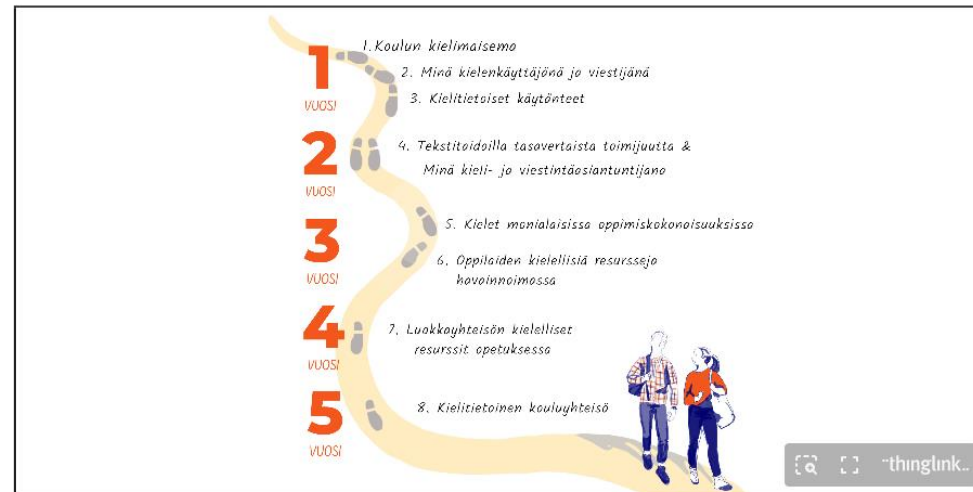 1
VUOSI
1. Koulun kielimaisema
2. Minä kielenkäyttäjänä ja viestijänä
3. Kielitietoiset käytänteet
2
VUOSI
4. Tekstitaidoilla tasavertaista toimijuutta &
Minä kieli- ja viestintäasiantuntijana
3
VUOSI
5. Kielet monialaisissa oppimiskokonaisuuksissa
6. Oppilaiden kielellisiä resursseja
havainnoimassa
4
VUOSI
7. Luokkayhteisön kielelliset
resurssit opetuksessa
5
VUOSI
8. Kielitietoinen kouluyhteisö
thinglink..